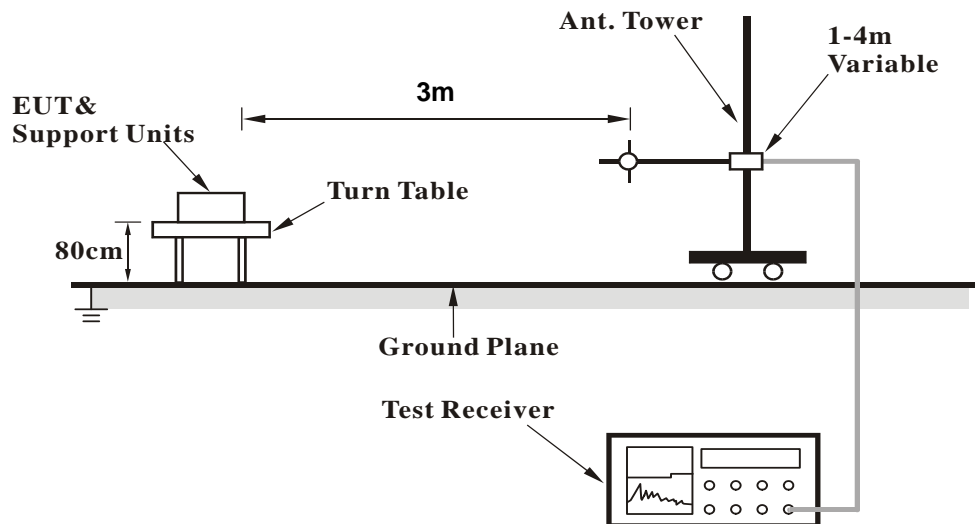 Ant. Tower
1-4m
Variable
3m
EUT&
Support Units
Turn Table
80cm
Ground Plane
Test Receiver